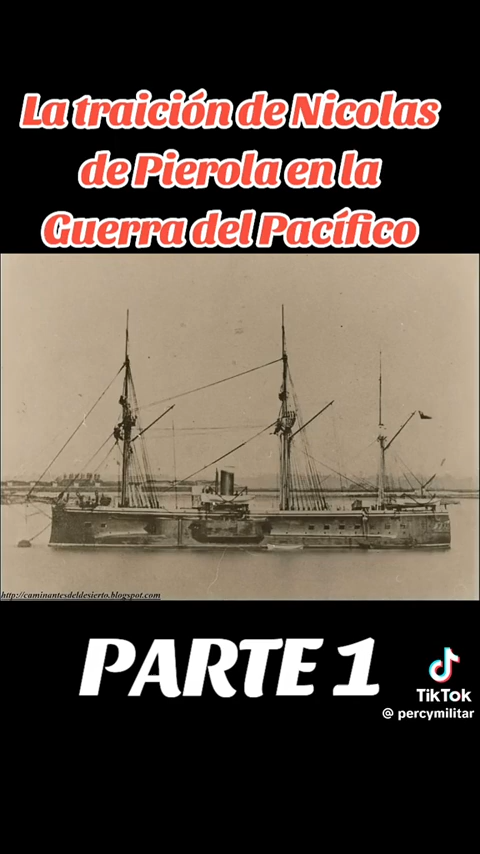 La traición de Nicolas
de Pierola en la
Guerra del Pacífico
http://caminantesdeldesierto.blogspot.com
PARTE 1
TikTok
@ percymilitar